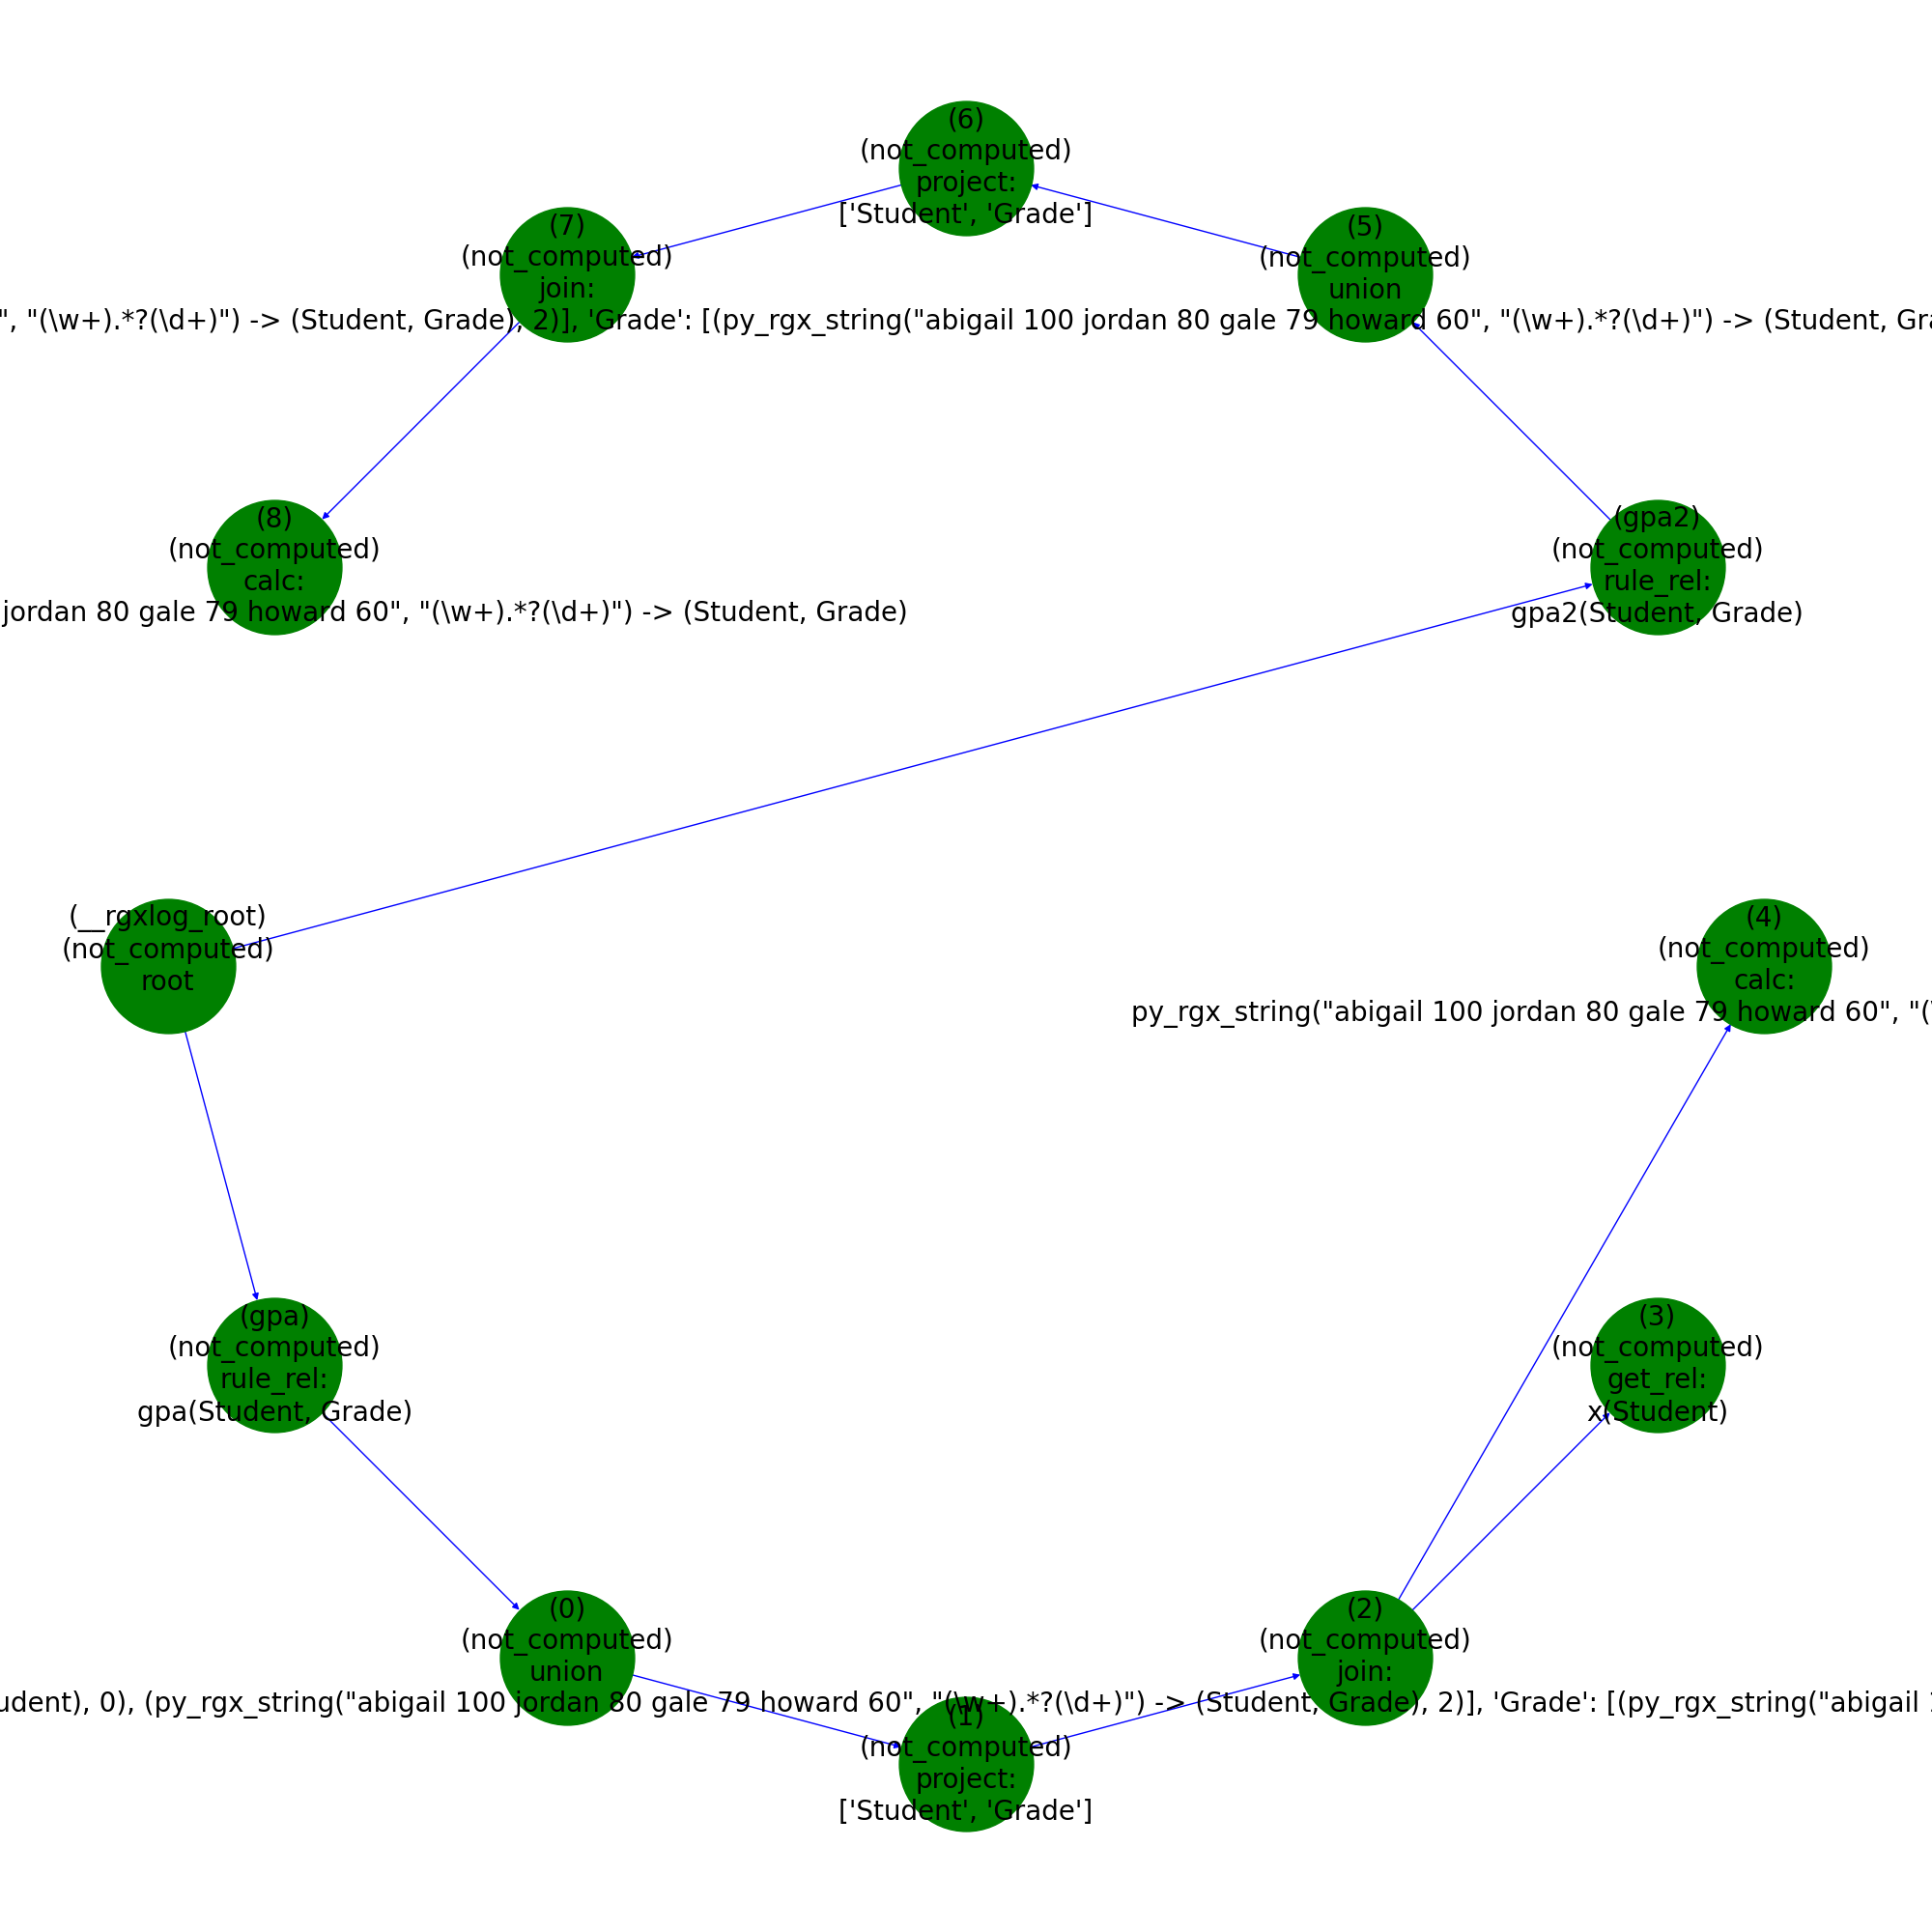 (6)
(not_computed)
project:
['Student', 'Grade']
(7)
(not_computed)
join:
", "(\w+).*?(\d+)") -> (Student, Grade), 2)], 'Grade': [(py_rgx_string("abigail 100 jordan 80 gale 79 howard 60", "(\w+).*?(\d+)") -> (Student, Gra
(5)
(not_computed)
union
(8)
(not_computed)
calc:
jordan 80 gale 79 howard 60", "(\w+).*?(\d+)") -> (Student, Grade)
(gpa2)
(not_computed)
rule_rel:
gpa2(Student, Grade)
(__rgxlog_root)
(not_computed)
root
(4)
(not_computed)
calc:
py_rgx_string("abigail 100 jordan 80 gale 79 howard 60", "(\
(gpa)
(not_computed)
rule_rel:
gpa(Student, Grade)
(3)
(not_computed)
get_rel:
x(Student)
(0)
(not_computed)
union
(2)
(not_computed)
join:
udent), 0), (py_rgx_string("abigail 100 jordan 80 gale 79 howard 60", "(\w+).*?(\d+)") -> (Student, Grade), 2)], 'Grade': [(py_rgx_string("abigail 1
(1)
(not_computed)
project:
['Student', 'Grade']